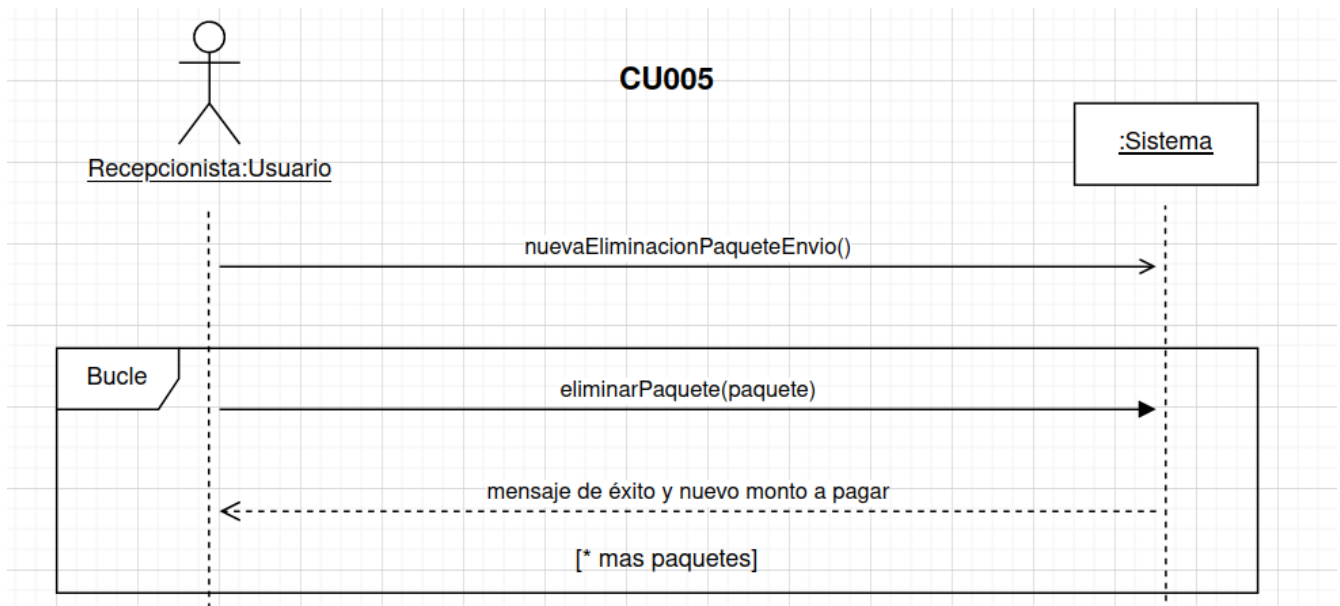 CU005
Recepcionista:Usuario
:Sistema
nuevaEliminacionPaqueteEnvio()
Bucle
eliminarPaquete(paquete)
mensaje de éxito y nuevo monto a pagar
[* mas paquetes]